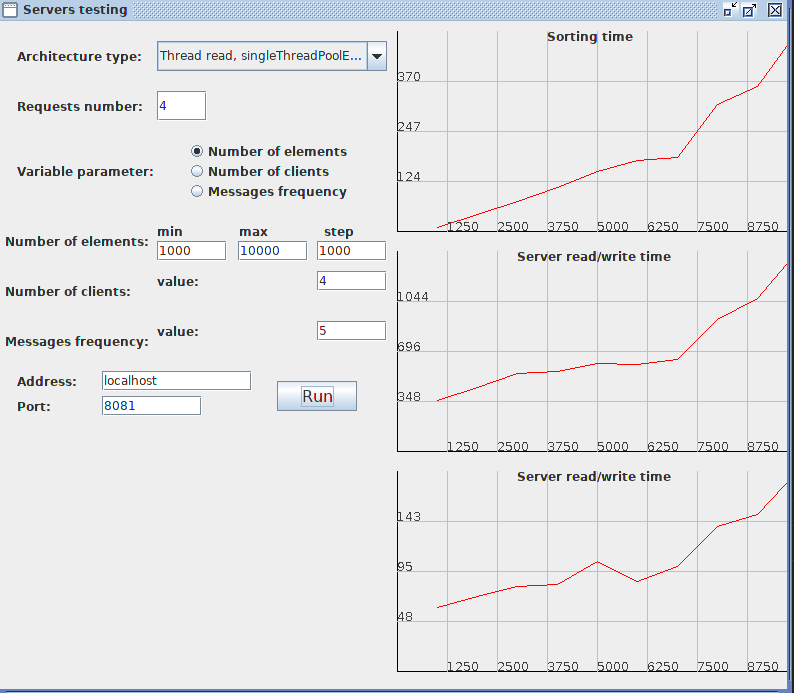 Servers testing
Architecture type:
Thread read, singleThreadPoolE...
Requests number:
4
Variable parameter:
Number of elements
Number of clients
Messages frequency
min
max
step
Number of elements:
1000
10000
1000
Number of clients:
value:
4
Messages frequency:
value:
5
Address:
localhost
Port:
8081
Run
Sorting time
370
247
124
1250 2500 3750 5000 6250 7500 8750
Server read/write time
1044
696
348
1250 2500 3750 5000 6250 7500 8750
Server read/write time
143
95
48
1250 2500 3750 5000 6250 7500 8750